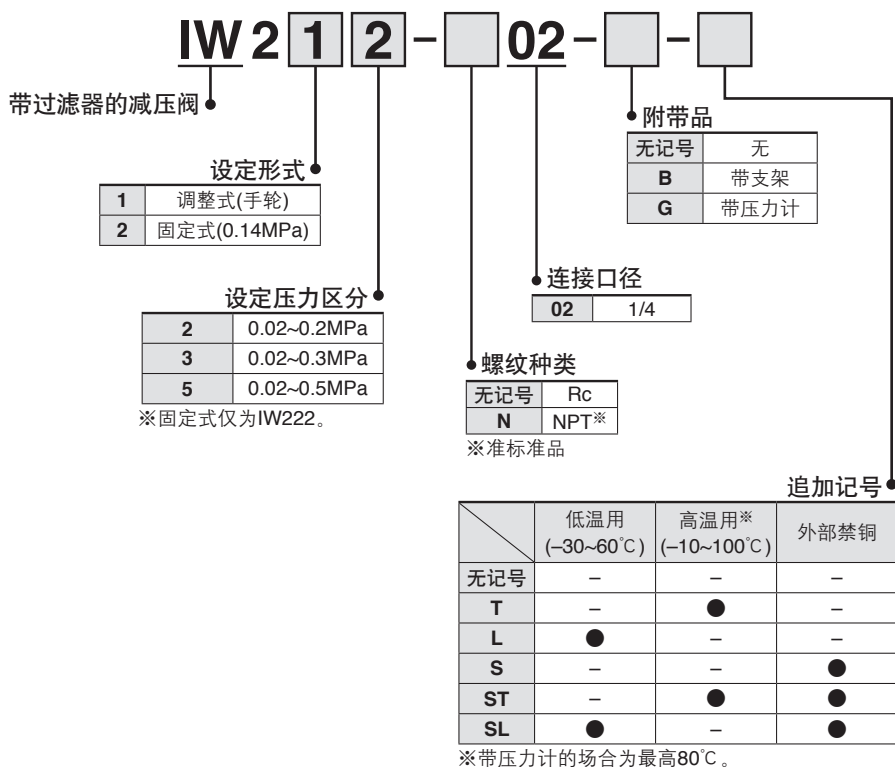 IW 2 1 2 - 02 - -
带过滤器的减压阀
设定形式
1 调整式(手轮)
2 固定式(0.14MPa)
设定压力区分
2 0.02~0.2MPa
3 0.02~0.3MPa
5 0.02~0.5MPa
※固定式仅为IW222。
附带品
无记号 无
B 带支架
G 带压力计
连接口径
02 1/4
螺纹种类
无记号 Rc
N NPT※
※准标准品
追加记号
低温用 高温用※ 外部禁铜
(–30~60℃) (–10~100℃)
无记号 – – –
T – ● –
L ● – –
S – – ●
ST – ● ●
SL ● – ●
※带压力计的场合为最高80℃。